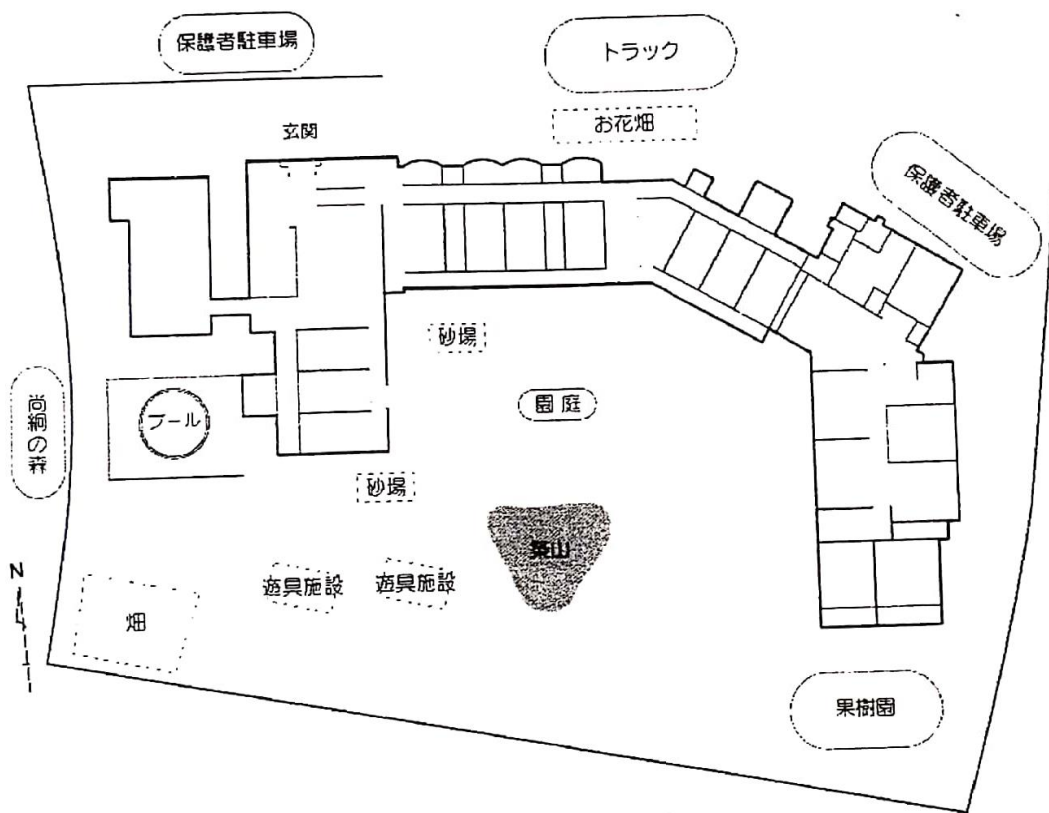 保護者駐車場
トラック
お花畑
玄関
保護者駐車場
砂場
園庭
尚絅の森
プール
砂場
築山
遊具施設
遊具施設
N
畑
果樹園